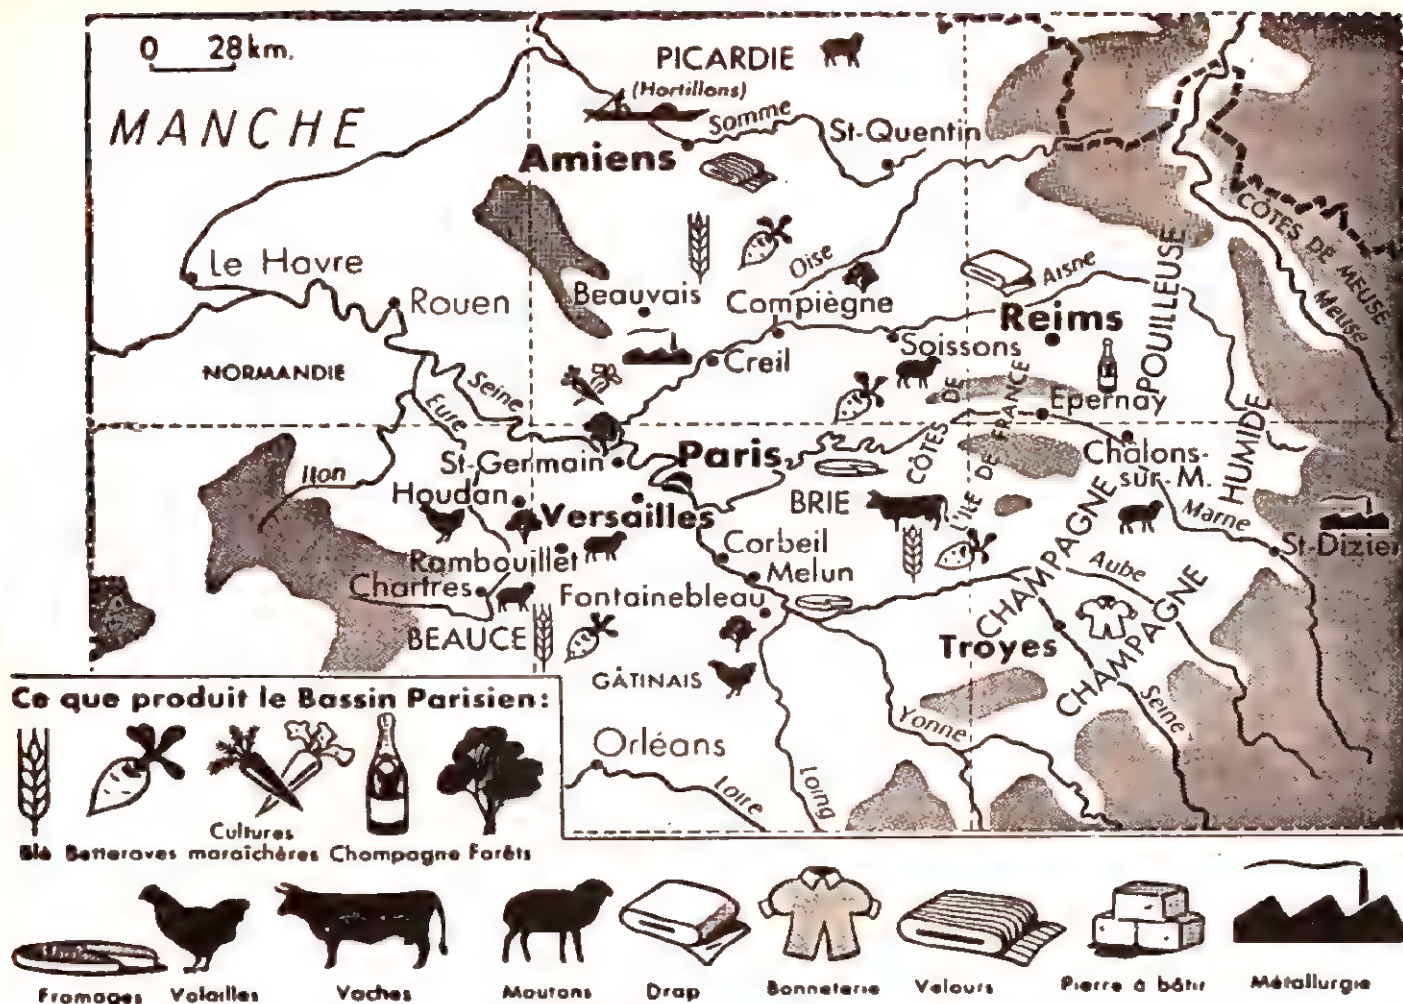 0 28 km.
PICARDIE
(Hortillons)
MANCHE
Somme
St-Quentin
Amiens
CÔTES DE MEUSE
Meuse
Le Havre
Rouen
Beauvais
Oise
Compiègne
Aisne
Reims
POUILLEUSE
Creil
Soissons
NORMANDIE
Seine
Eure
CÔTES DE
L'ILE DE FRANCE
Epernay
HUMIDE
St-Germain
Paris
Châlons-
sur-M.
Iton
Houdan
Versailles
BRIE
Marne
St-Dizier
Rambouillet
Corbeil
Melun
Aube
Chartres
Fontainebleau
CHAMPAGNE
CHAMPAGNE
BEAUCE
Troyes
GÂTINAIS
Yonne
Seine
Orléans
Loire
Loing
Ce que produit le Bassin Parisien:
Blé Betteraves Cultures maraîchères Champagne Forêts
Fromages Volailles Vaches Moutons Drap Bonneterie Velours Pierre à bâtir Métallurgie